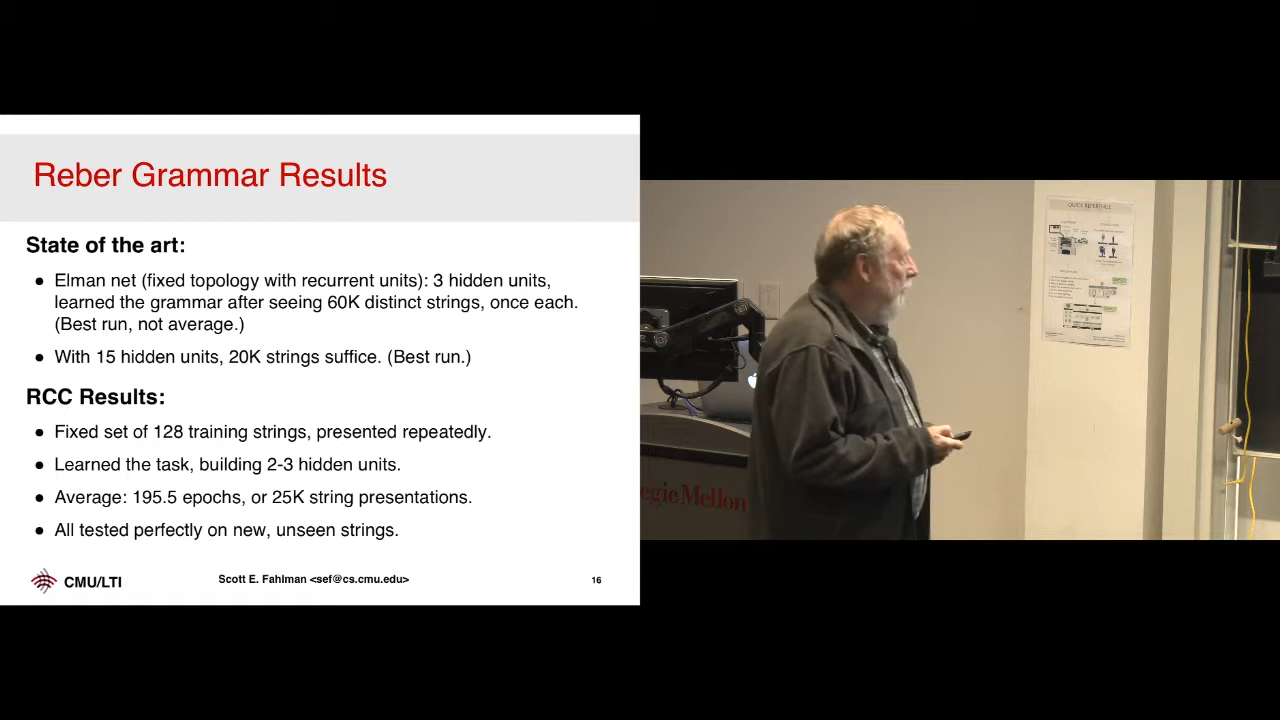 Reber Grammar Results
State of the art:
● Elman net (fixed topology with recurrent units): 3 hidden units,
learned the grammar after seeing 60K distinct strings, once each.
(Best run, not average.)
● With 15 hidden units, 20K strings suffice. (Best run.)
RCC Results:
● Fixed set of 128 training strings, presented repeatedly.
● Learned the task, building 2-3 hidden units.
● Average: 195.5 epochs, or 25K string presentations.
● All tested perfectly on new, unseen strings.
CMU/LTI
Scott E. Fahlman <sef@cs.cmu.edu>
16
QUICK REFERENCE
egie Mellon